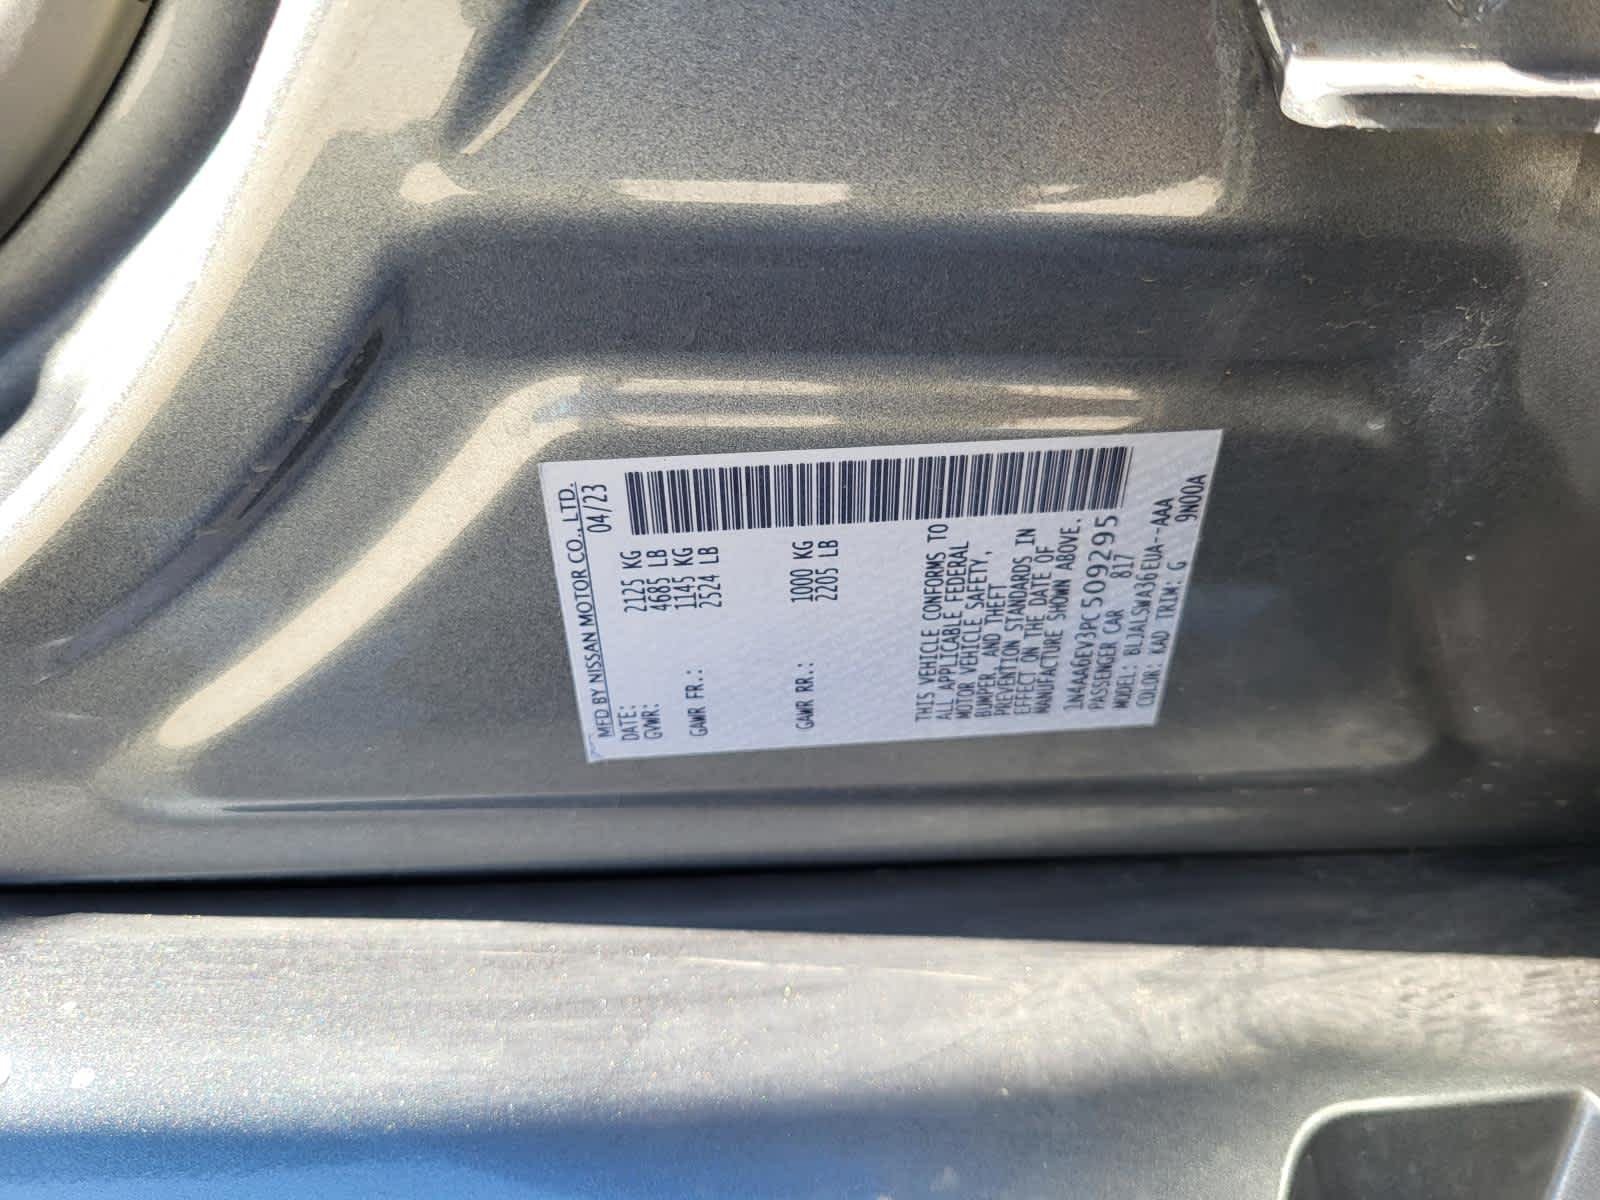 MFD BY NISSAN MOTOR CO., LTD.
DATE: 04/23
GVWR: 2125 KG
4685 LB
GAWR FR.: 1145 KG
2524 LB
GAWR RR.: 1000 KG
2205 LB
THIS VEHICLE CONFORMS TO
ALL APPLICABLE FEDERAL
MOTOR VEHICLE SAFETY,
BUMPER, AND THEFT
PREVENTION STANDARDS IN
EFFECT ON THE DATE OF
MANUFACTURE SHOWN ABOVE.
1N4AA6EV3PC509295
PASSENGER CAR 817
MODEL: BLJALSWA36EUA--AAA
COLOR: KAD TRIM: G 9N00A